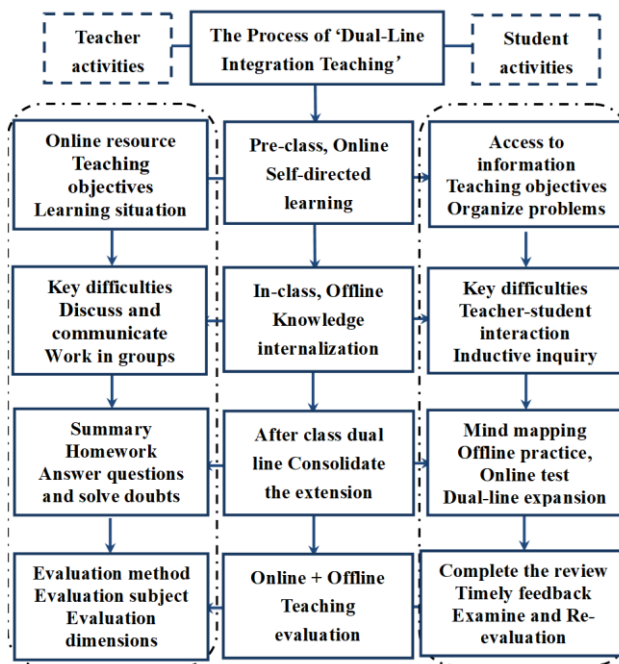 Teacher
activities
The Process of ‘Dual-Line
Integration Teaching’
Student
activities
Online resource
Teaching
objectives
Learning situation
Pre-class, Online
Self-directed
learning
Access to
information
Teaching objectives
Organize problems
Key difficulties
Discuss and
communicate
Work in groups
In-class, Offline
Knowledge
internalization
Key difficulties
Teacher-student
interaction
Inductive inquiry
Summary
Homework
Answer questions
and solve doubts
After class dual
line Consolidate
the extension
Mind mapping
Offline practice,
Online test
Dual-line expansion
Evaluation method
Evaluation subject
Evaluation
dimensions
Online + Offline
Teaching
evaluation
Complete the review
Timely feedback
Examine and Re-
evaluation